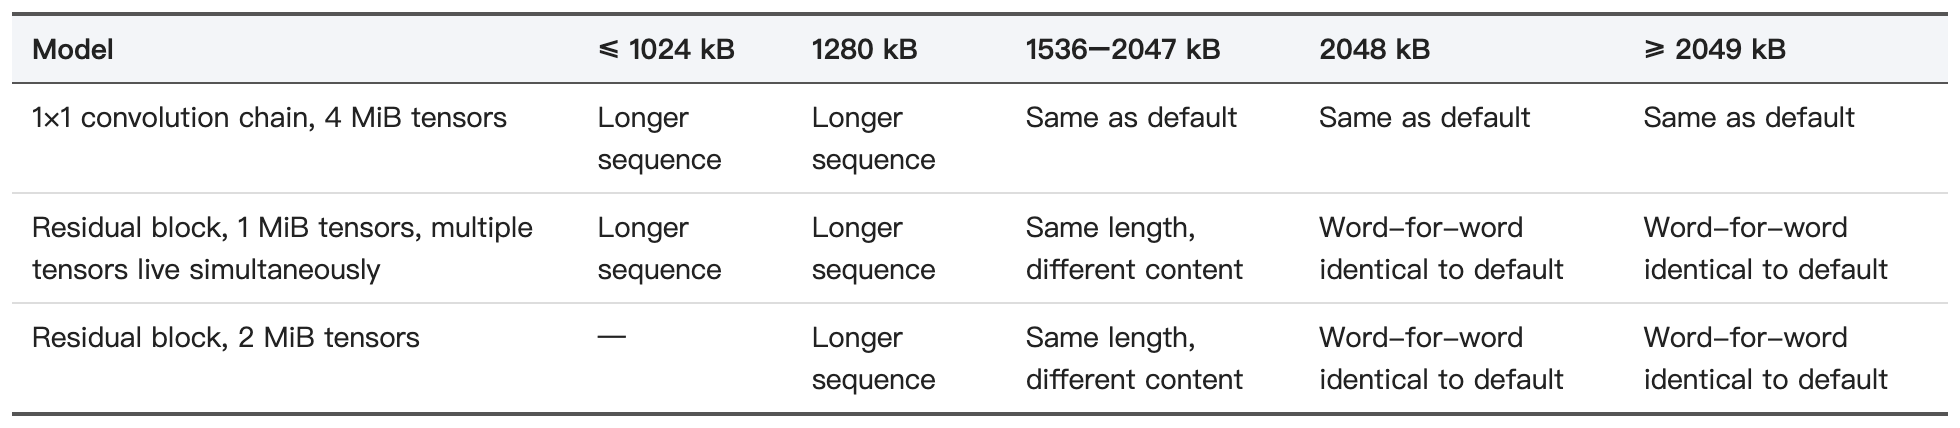 Model ⩽ 1024 kB 1280 kB 1536–2047 kB 2048 kB ⩾ 2049 kB
1×1 convolution chain, 4 MiB tensors Longer Longer Same as default Same as default Same as default
sequence sequence
Residual block, 1 MiB tensors, multiple Longer Longer Same length, Word-for-word Word-for-word
tensors live simultaneously sequence sequence different content identical to default identical to default
Residual block, 2 MiB tensors — Longer Same length, Word-for-word Word-for-word
sequence different content identical to default identical to default